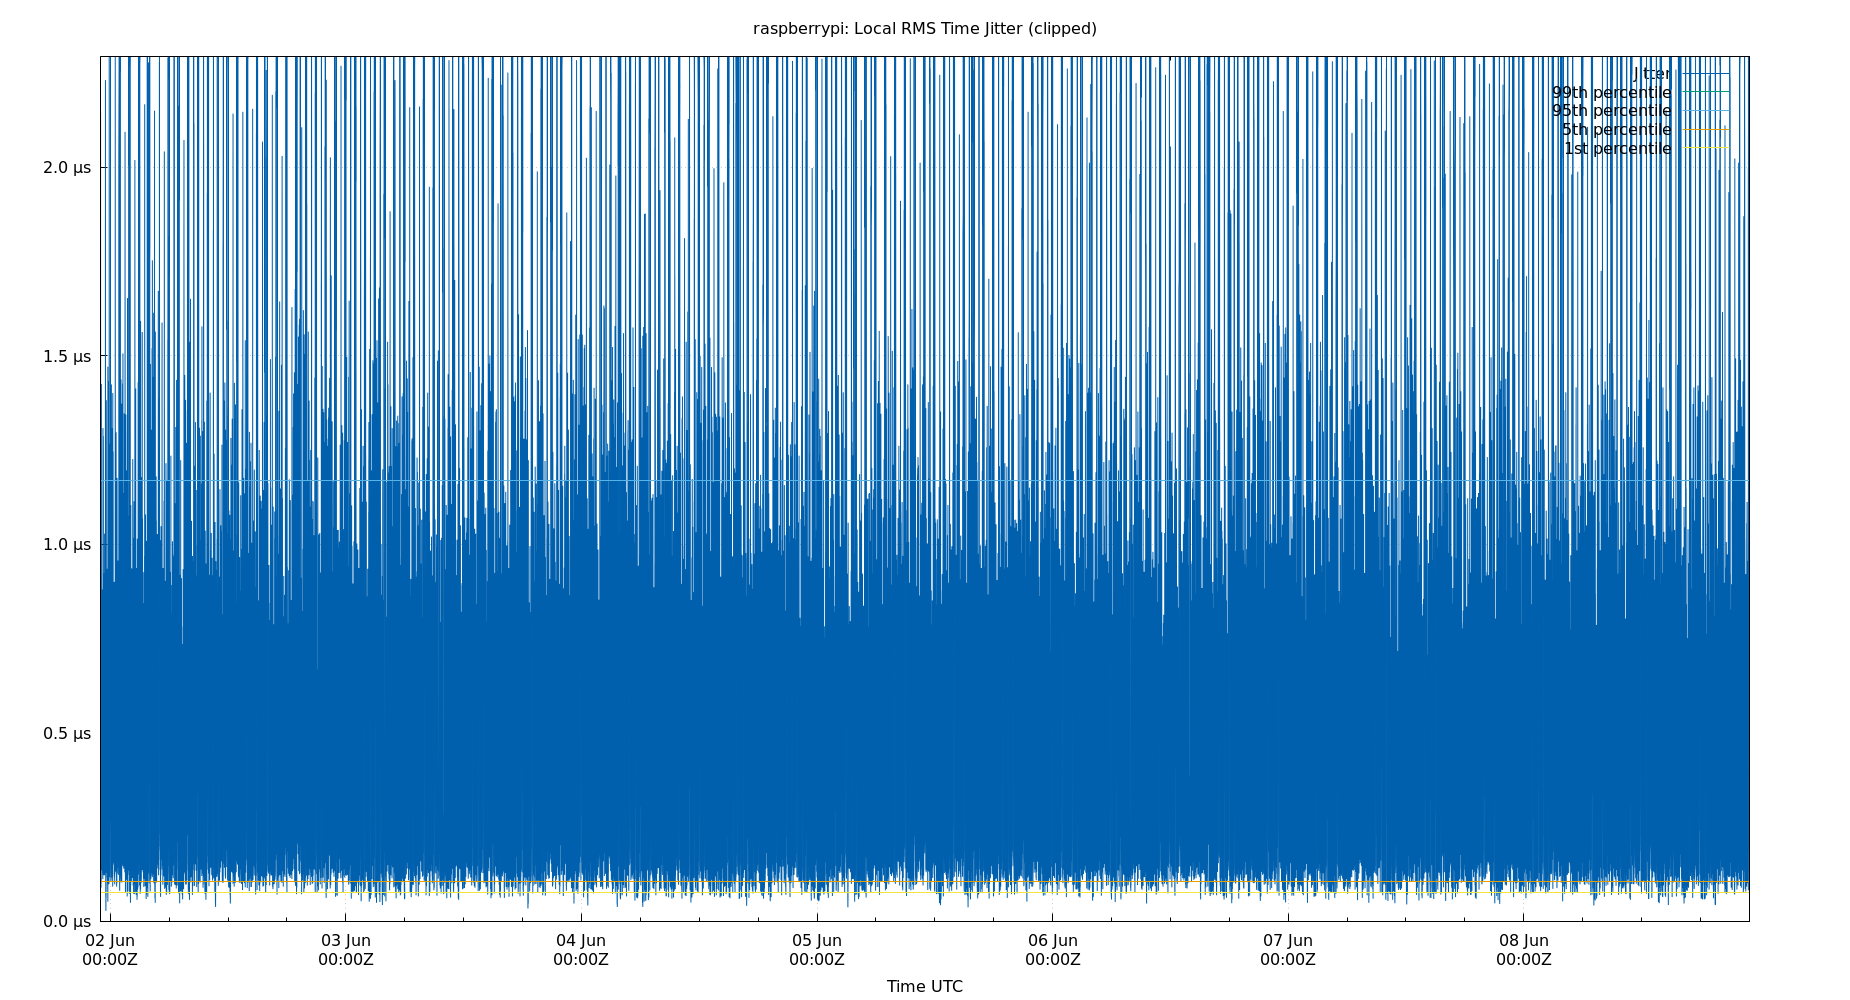 raspberrypi: Local RMS Time Jitter (clipped)
Jitter
99th percentile
95th percentile
5th percentile
1st percentile
2.0 µs
1.5 µs
1.0 µs
0.5 µs
0.0 µs
02 Jun 03 Jun 04 Jun 05 Jun 06 Jun 07 Jun 08 Jun
00:00Z 00:00Z 00:00Z 00:00Z 00:00Z 00:00Z 00:00Z
Time UTC